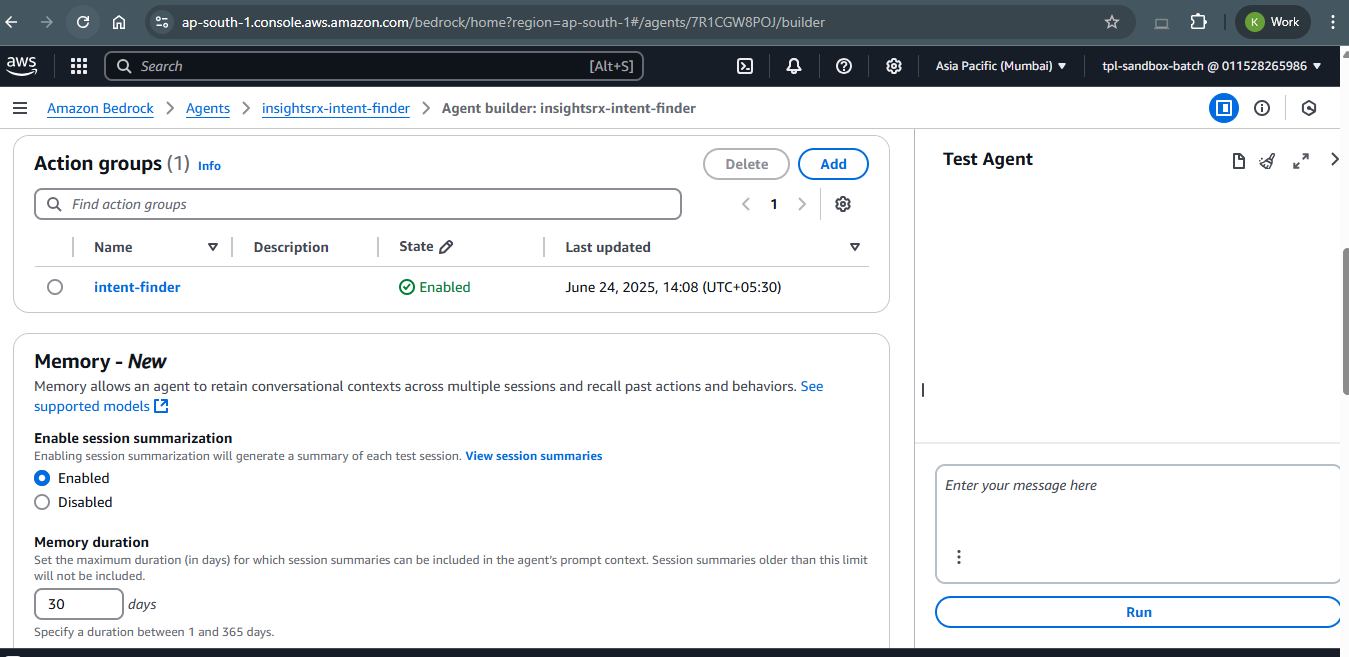 ap-south-1.console.aws.amazon.com/bedrock/home?region=ap-south-1#/agents/7R1CGW8POJ/builder
K Work
aws Search [Alt+S] Asia Pacific (Mumbai) tpl-sandbox-batch @ 011528265986
Amazon Bedrock > Agents > insightsrx-intent-finder > Agent builder: insightsrx-intent-finder
Action groups (1) Info
Delete Add
Find action groups
1
Name Description State Last updated
intent-finder Enabled June 24, 2025, 14:08 (UTC+05:30)
Memory - New
Memory allows an agent to retain conversational contexts across multiple sessions and recall past actions and behaviors. See
supported models
Enable session summarization
Enabling session summarization will generate a summary of each test session. View session summaries
Enabled
Disabled
Memory duration
Set the maximum duration (in days) for which session summaries can be included in the agent's prompt context. Session summaries older than this limit
will not be included.
30 days
Specify a duration between 1 and 365 days.
Test Agent
Enter your message here
Run